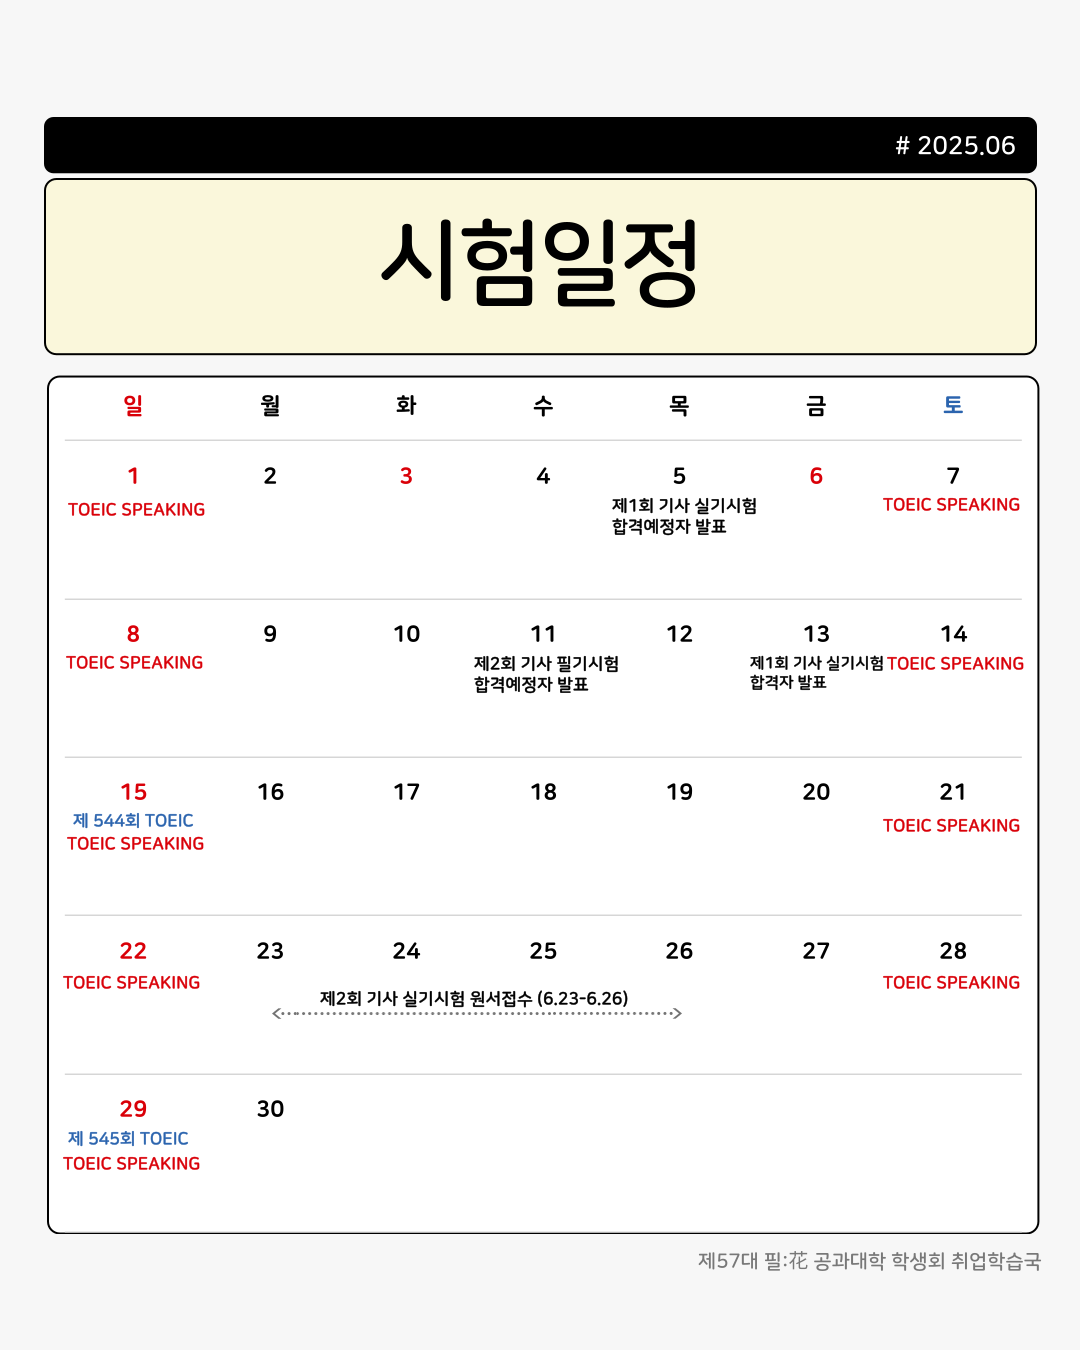 # 2025.06
시험일정
일 월 화 수 목 금 토
1 2 3 4 5 6 7
TOEIC SPEAKING
제1회 기사 실기시험
합격예정자 발표
TOEIC SPEAKING
8 9 10 11 12 13 14
TOEIC SPEAKING
제2회 기사 필기시험
합격예정자 발표
제1회 기사 실기시험
합격자 발표
TOEIC SPEAKING
15 16 17 18 19 20 21
제 544회 TOEIC
TOEIC SPEAKING
TOEIC SPEAKING
22 23 24 25 26 27 28
TOEIC SPEAKING
제2회 기사 실기시험 원서접수 (6.23-6.26)
TOEIC SPEAKING
29 30
제 545회 TOEIC
TOEIC SPEAKING
제57대 필:花 공과대학 학생회 취업학습국